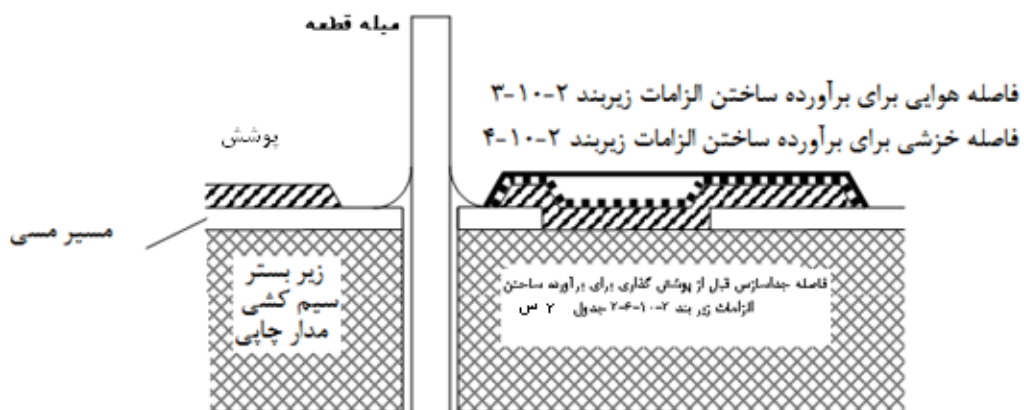 میله قطعه
فاصله هوایی برای برآورده ساختن الزامات زیربند ۲-۱۰-۳
فاصله خزشی برای برآورده ساختن الزامات زیربند ۲-۱۰-۴
پوشش
مسیر مسی
زیر بستر
سیم کشی
مدار چاپی
فاصله جداسازس قبل از پوشش گذاری برای برآورده ساختن
الزامات زیر بند ۲-۱۰-۶-۲ جدول ۲ س